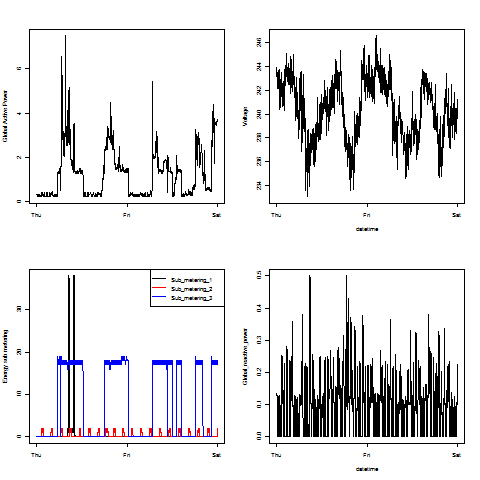 Global Active Power
6
4
2
0
Thu
Fri
Sat
Voltage
246
244
242
240
238
236
234
Thu
Fri
Sat
datetime
Energy sub metering
30
20
10
0
Thu
Fri
Sat
Sub_metering_1
Sub_metering_2
Sub_metering_3
Global_reactive_power
0.5
0.4
0.3
0.2
0.1
0.0
Thu
Fri
Sat
datetime